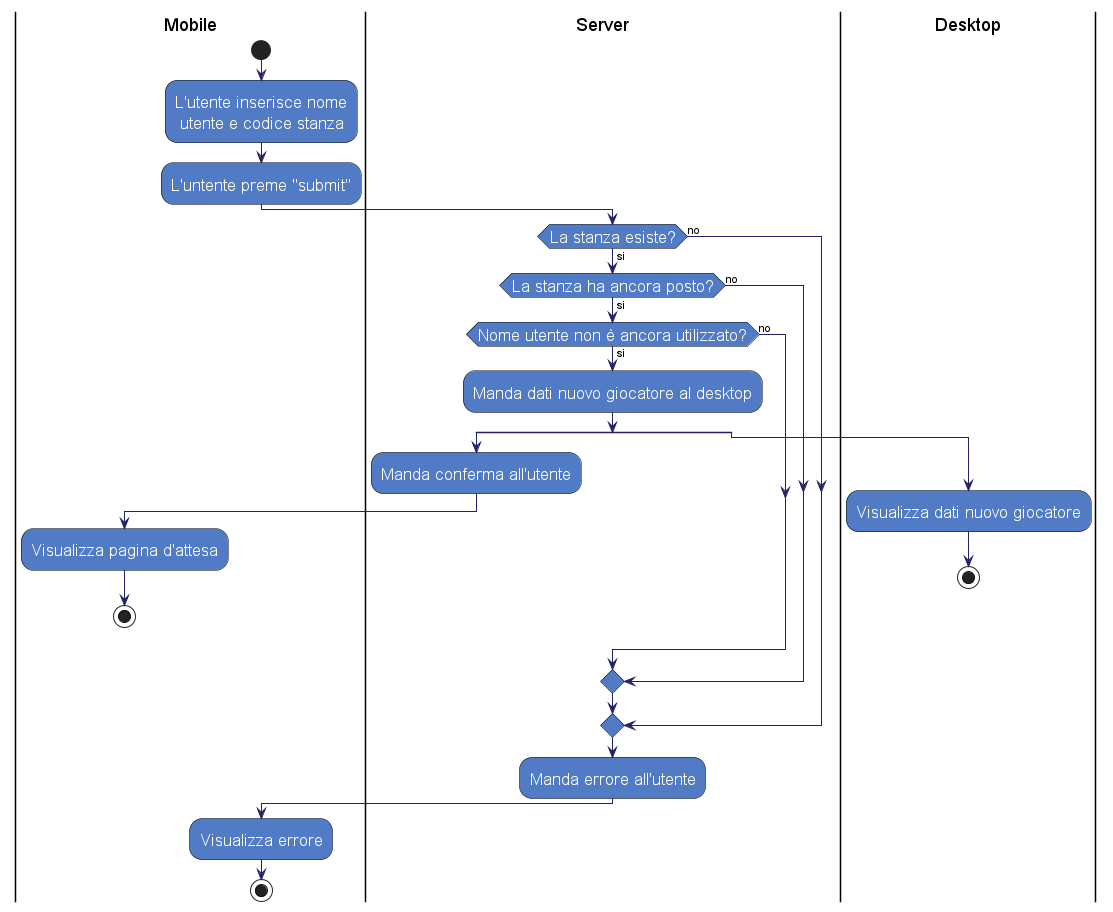 Mobile
Server
Desktop
L'utente inserisce nome
utente e codice stanza
L'untente preme "submit"
La stanza esiste?
no
si
La stanza ha ancora posto?
no
si
Nome utente non è ancora utilizzato?
no
si
Manda dati nuovo giocatore al desktop
Manda conferma all'utente
Visualizza dati nuovo giocatore
Visualizza pagina d'attesa
Manda errore all'utente
Visualizza errore